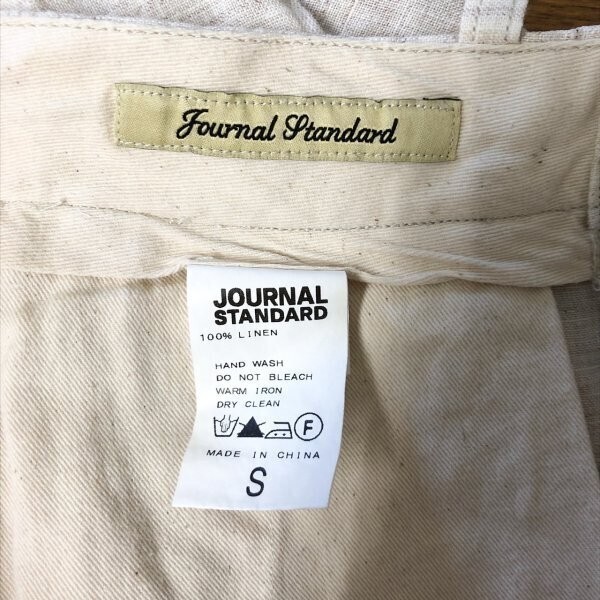 Journal Standard
JOURNAL
STANDARD
100% LINEN
HAND WASH
DO NOT BLEACH
WARM IRON
DRY CLEAN
F
MADE IN CHINA
S